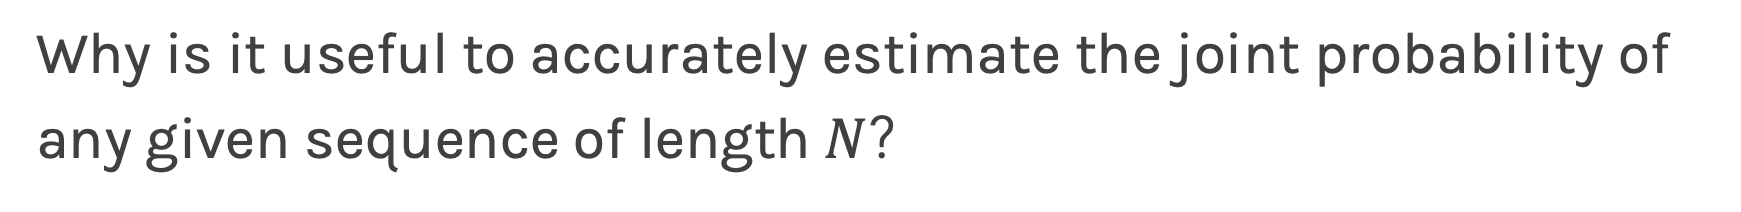 Why is it useful to accurately estimate the joint probability of
any given sequence of length N?